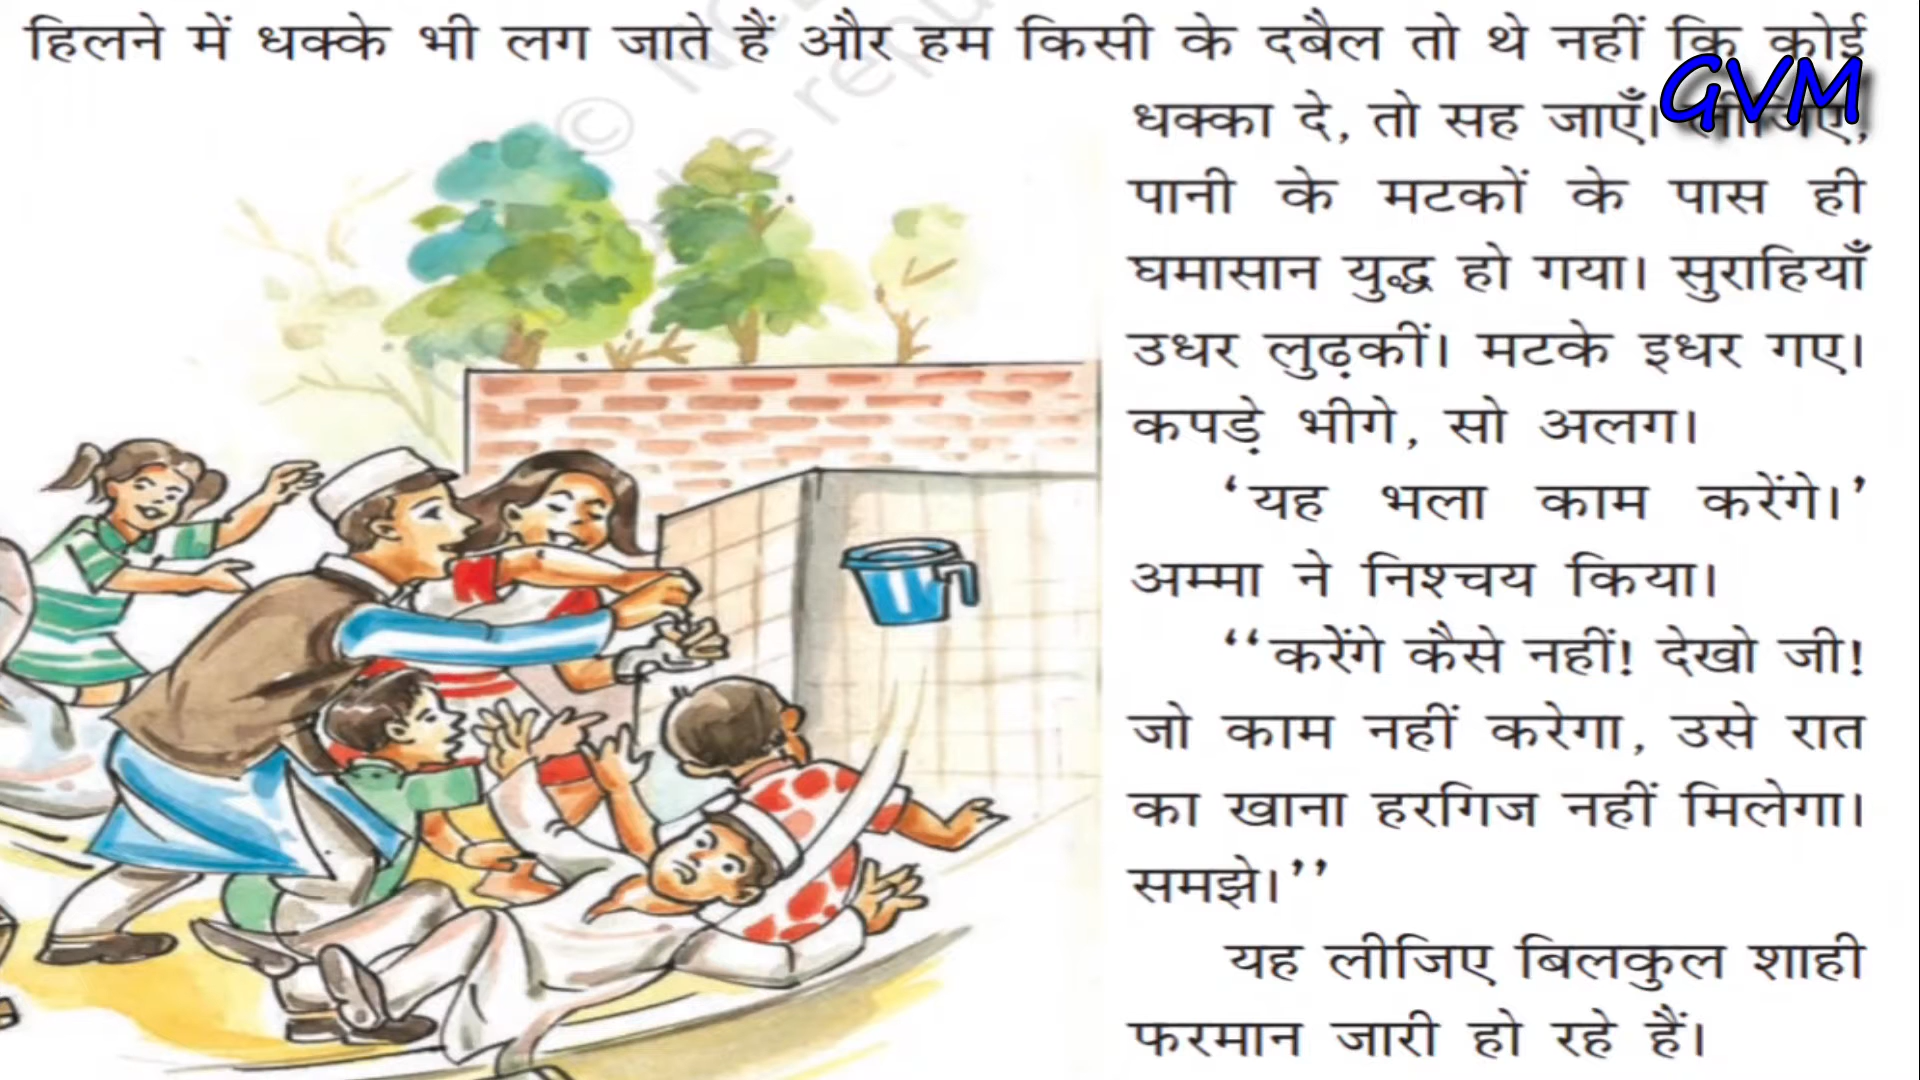 हिलने में धक्के भी लग जाते हैं और हम किसी के दबैल तो थे नहीं कि कोई
GVM
धक्का दे, तो सह जाएँ। लीजिए,
पानी के मटकों के पास ही
घमासान युद्ध हो गया। सुराहियाँ
उधर लुढ़कीं। मटके इधर गए।
कपड़े भीगे, सो अलग।
‘यह भला काम करेंगे।’
अम्मा ने निश्चय किया।
‘‘करेंगे कैसे नहीं! देखो जी!
जो काम नहीं करेगा, उसे रात
का खाना हरगिज नहीं मिलेगा।
समझे।’’
यह लीजिए बिलकुल शाही
फरमान जारी हो रहे हैं।